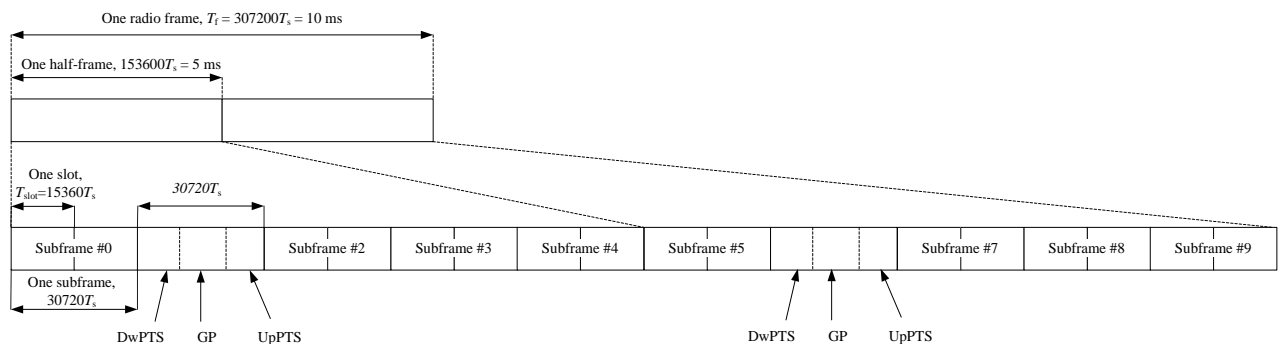 One radio frame, Tf = 307200Ts = 10 ms
One half-frame, 153600Ts = 5 ms
One slot,
Tslot=15360Ts
30720Ts
Subframe #0
Subframe #2
Subframe #3
Subframe #4
Subframe #5
Subframe #7
Subframe #8
Subframe #9
One subframe,
30720Ts
DwPTS
GP
UpPTS
DwPTS
GP
UpPTS